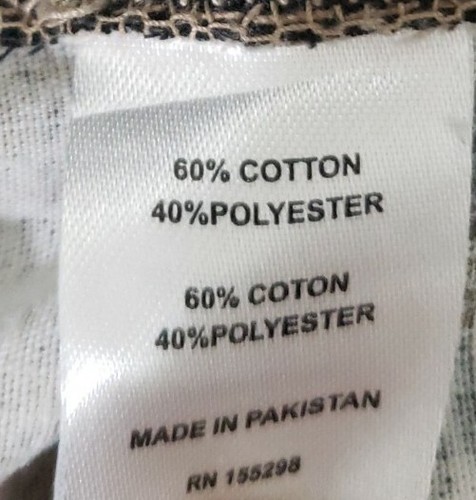 60% COTTON
40%POLYESTER
60% COTON
40%POLYESTER
MADE IN PAKISTAN
RN 155298